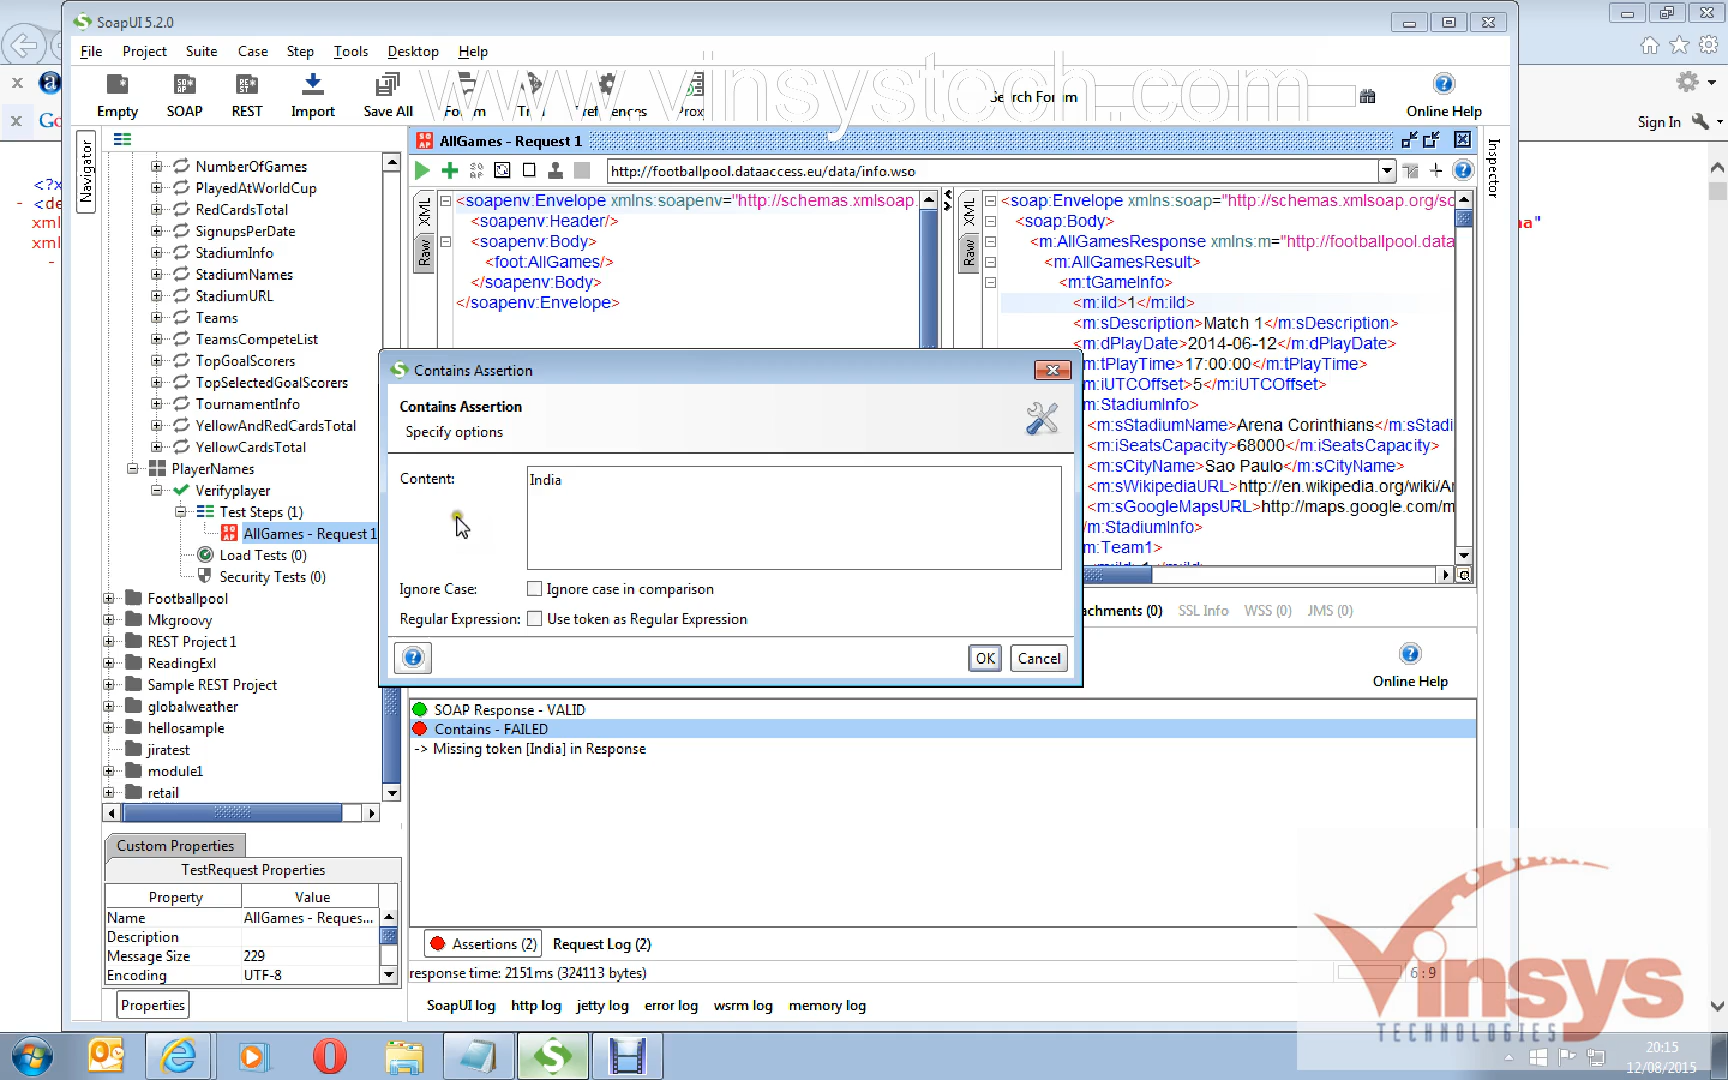 SoapUI 5.2.0
File Project Suite Case Step Tools Desktop Help
www.vinsystech.com
Empty SOAP REST Import Save All
Search Forum
Online Help
Sign In
Navigator
NumberOfGames
PlayedAtWorldCup
RedCardsTotal
SignupsPerDate
StadiumInfo
StadiumNames
StadiumURL
Teams
TeamsCompeteList
TopGoalScorers
TopSelectedGoalScorers
TournamentInfo
YellowAndRedCardsTotal
YellowCardsTotal
PlayerNames
Verifyplayer
Test Steps (1)
AllGames - Request 1
Load Tests (0)
Security Tests (0)
Footballpool
Mkgroovy
REST Project 1
ReadingExl
Sample REST Project
globalweather
hellosample
jiratest
module1
retail
Custom Properties
TestRequest Properties
Property Value
Name AllGames - Reques...
Description
Message Size 229
Encoding UTF-8
Properties
AllGames - Request 1
http://footballpool.dataaccess.eu/data/info.wso
XML
Raw
<soapenv:Envelope xmlns:soapenv="http://schemas.xmlsoap.
<soapenv:Header/>
<soapenv:Body>
<foot:AllGames/>
</soapenv:Body>
</soapenv:Envelope>
XML
Raw
<soap:Envelope xmlns:soap="http://schemas.xmlsoap.org/so
<soap:Body>
<m:AllGamesResponse xmlns:m="http://footballpool.data
<m:AllGamesResult>
<m:tGameInfo>
<m:iId>1</m:iId>
<m:sDescription>Match 1</m:sDescription>
<m:dPlayDate>2014-06-12</m:dPlayDate>
m:tPlayTime>17:00:00</m:tPlayTime>
m:iUTCOffset>5</m:iUTCOffset>
m:StadiumInfo>
<m:sStadiumName>Arena Corinthians</m:sStadi
<m:iSeatsCapacity>68000</m:iSeatsCapacity>
<m:sCityName>Sao Paulo</m:sCityName>
<m:sWikipediaURL>http://en.wikipedia.org/wiki/Ar
<m:sGoogleMapsURL>http://maps.google.com/m
/m:StadiumInfo>
m:Team1>
Inspector
Contains Assertion
Contains Assertion
Specify options
Content: India
Ignore Case: Ignore case in comparison
Regular Expression: Use token as Regular Expression
OK Cancel
achments (0) SSL Info WSS (0) JMS (0)
Online Help
SOAP Response - VALID
Contains - FAILED
-> Missing token [India] in Response
Assertions (2) Request Log (2)
response time: 2151ms (324113 bytes)
6 : 9
SoapUI log http log jetty log error log wsrm log memory log
<?x
- <de
xml
xml
-
Vinsys
TECHNOLOGIES
20:15
12/08/2015